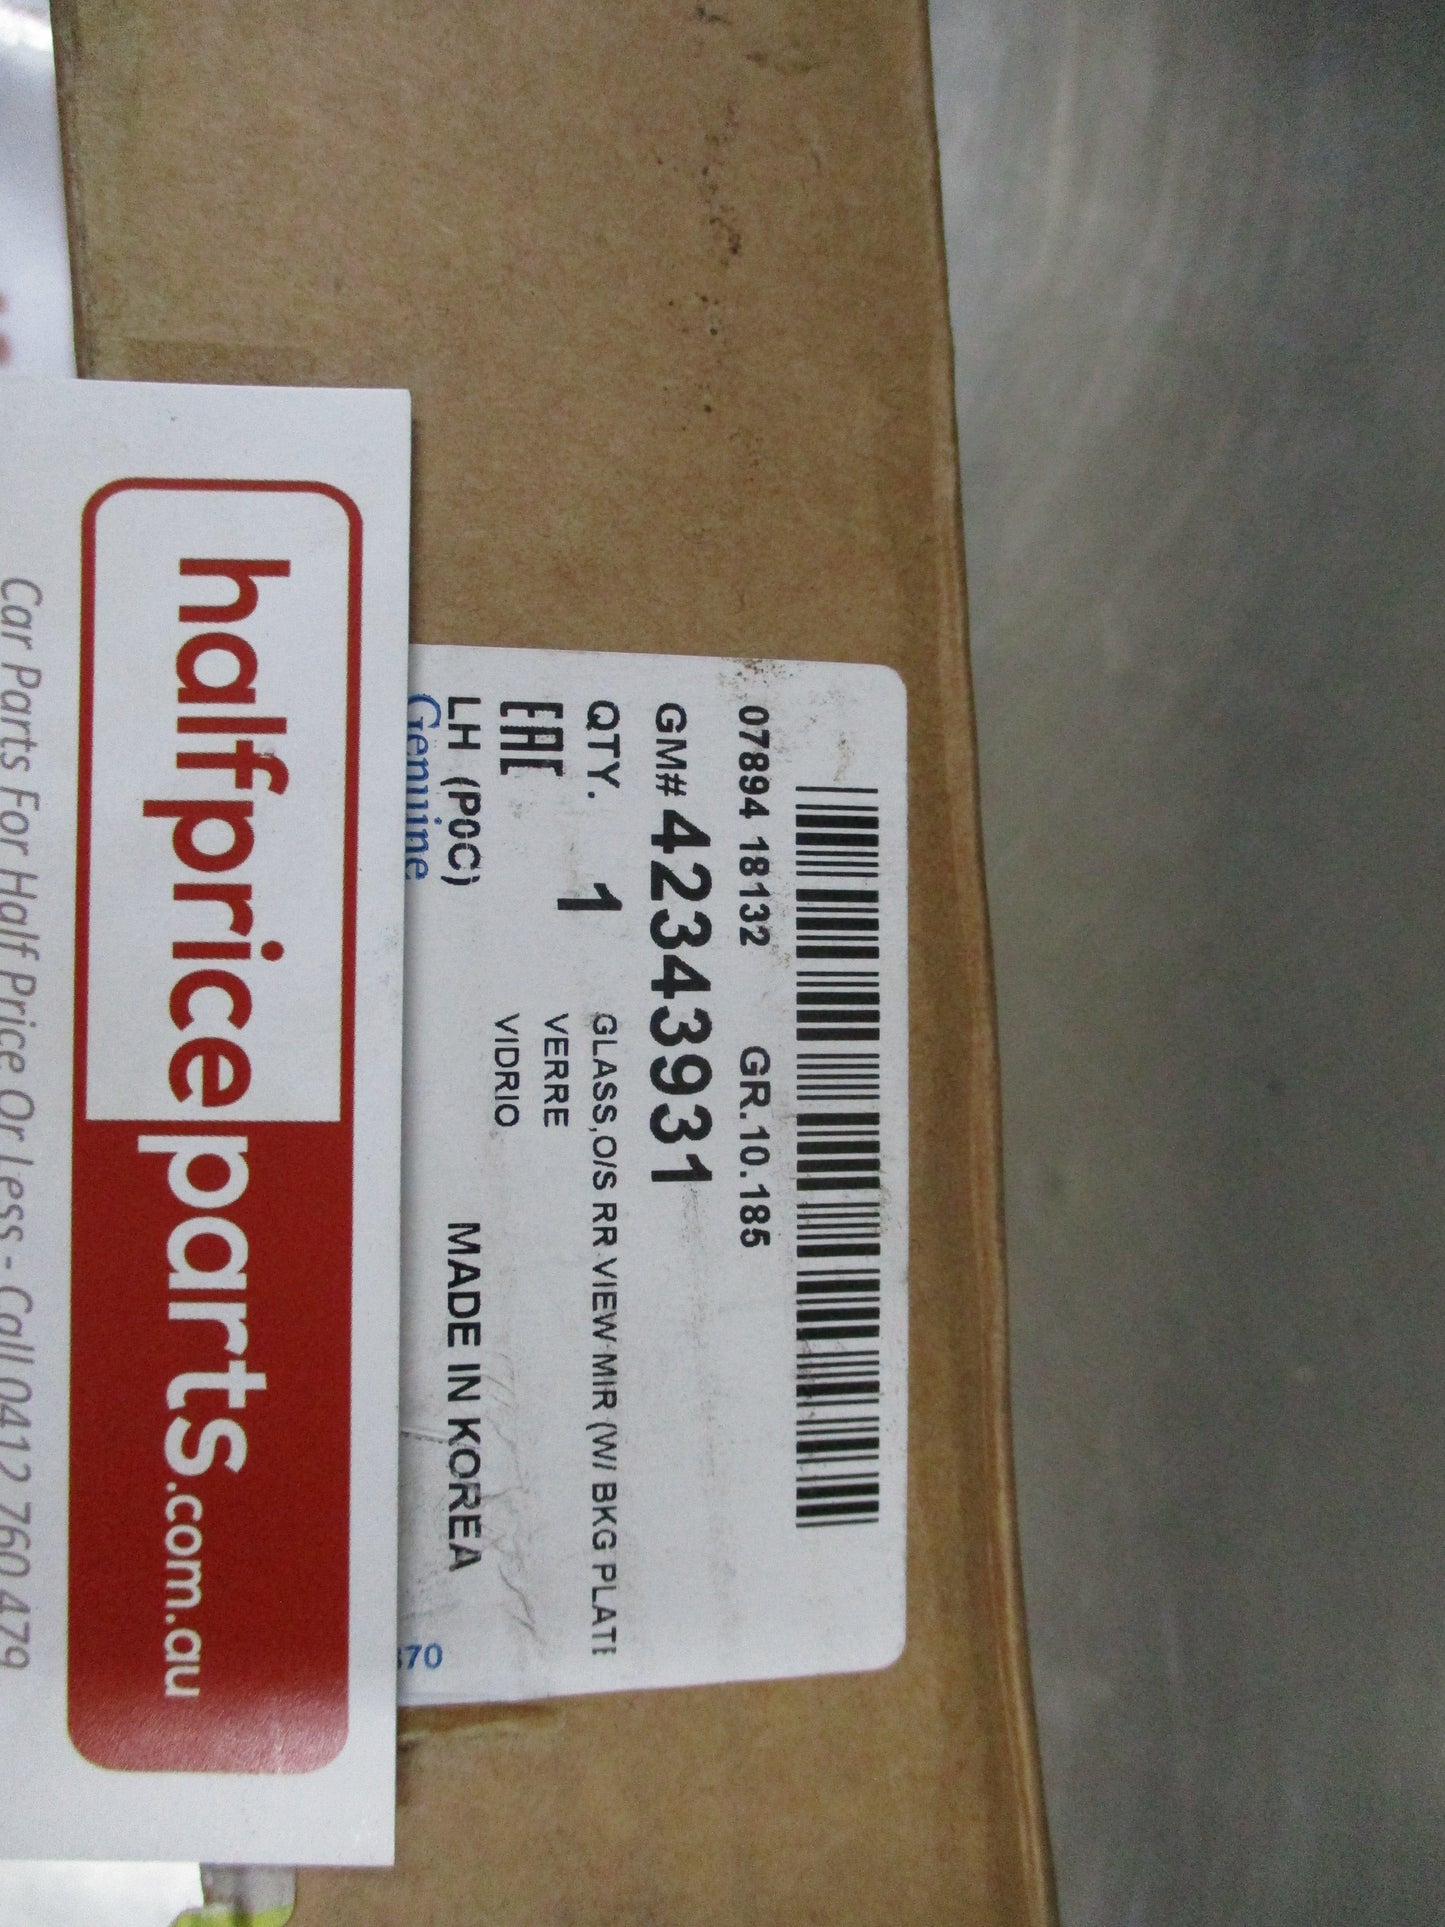 07894 18132 GR.10.185
GM# 42343931
QTY. 1 GLASS,O/S RR VIEW MIR (W/ BKG PLATE
VERRE
EAC VIDRIO
LH (P0C) MADE IN KOREA
Genuine
halfpriceparts.com.au
Car Parts For Half Price Or Less - Call 0412 760 479